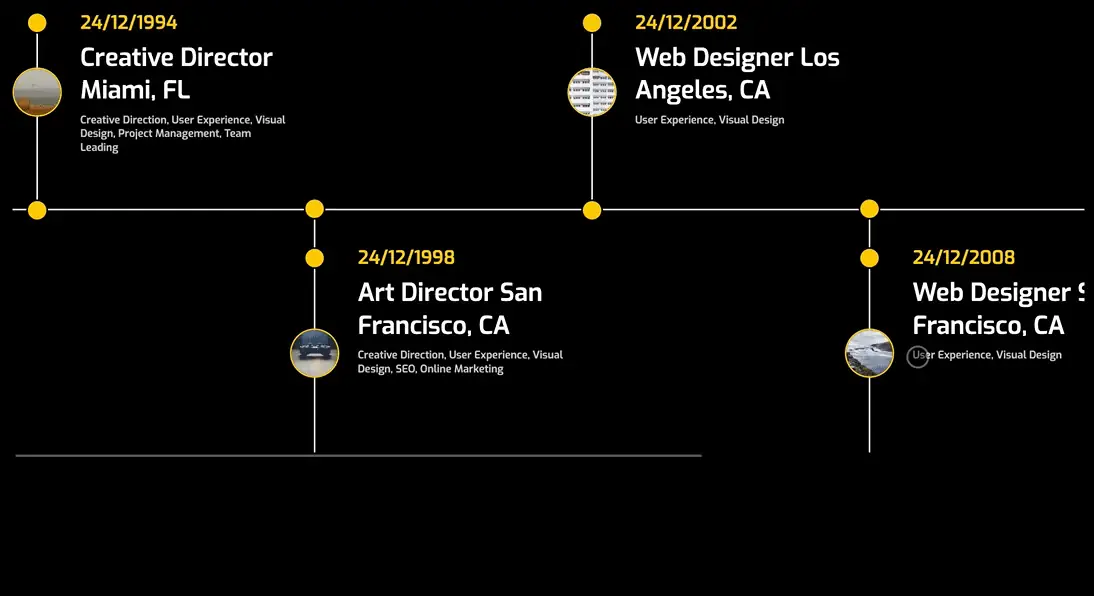 24/12/1994
Creative Director
Miami, FL
Creative Direction, User Experience, Visual
Design, Project Management, Team
Leading
24/12/2002
Web Designer Los
Angeles, CA
User Experience, Visual Design
24/12/1998
Art Director San
Francisco, CA
Creative Direction, User Experience, Visual
Design, SEO, Online Marketing
24/12/2008
Web Designer
Francisco, CA
User Experience, Visual Design